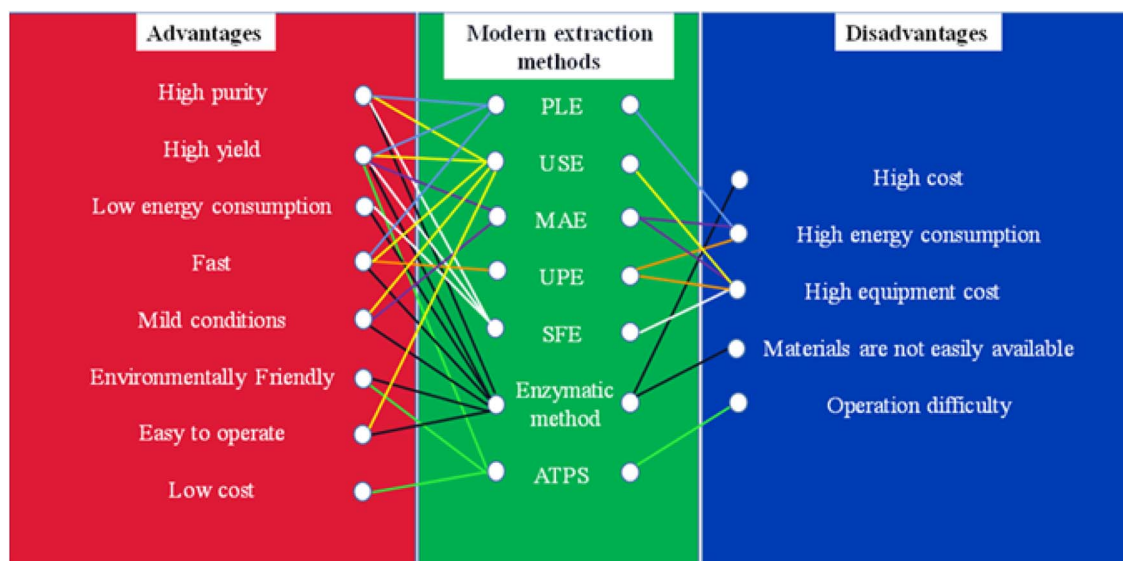 Advantages
High purity
High yield
Low energy consumption
Fast
Mild conditions
Environmentally Friendly
Easy to operate
Low cost
Modern extraction
methods
PLE
USE
MAE
UPE
SFE
Enzymatic
method
ATPS
Disadvantages
High cost
High energy consumption
High equipment cost
Materials are not easily available
Operation difficulty